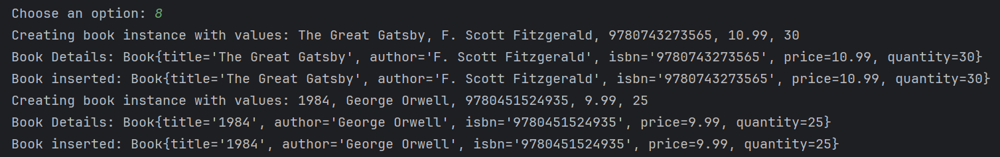 Choose an option: 8
Creating book instance with values: The Great Gatsby, F. Scott Fitzgerald, 9780743273565, 10.99, 30
Book Details: Book{title='The Great Gatsby', author='F. Scott Fitzgerald', isbn='9780743273565', price=10.99, quantity=30}
Book inserted: Book{title='The Great Gatsby', author='F. Scott Fitzgerald', isbn='9780743273565', price=10.99, quantity=30}
Creating book instance with values: 1984, George Orwell, 9780451524935, 9.99, 25
Book Details: Book{title='1984', author='George Orwell', isbn='9780451524935', price=9.99, quantity=25}
Book inserted: Book{title='1984', author='George Orwell', isbn='9780451524935', price=9.99, quantity=25}